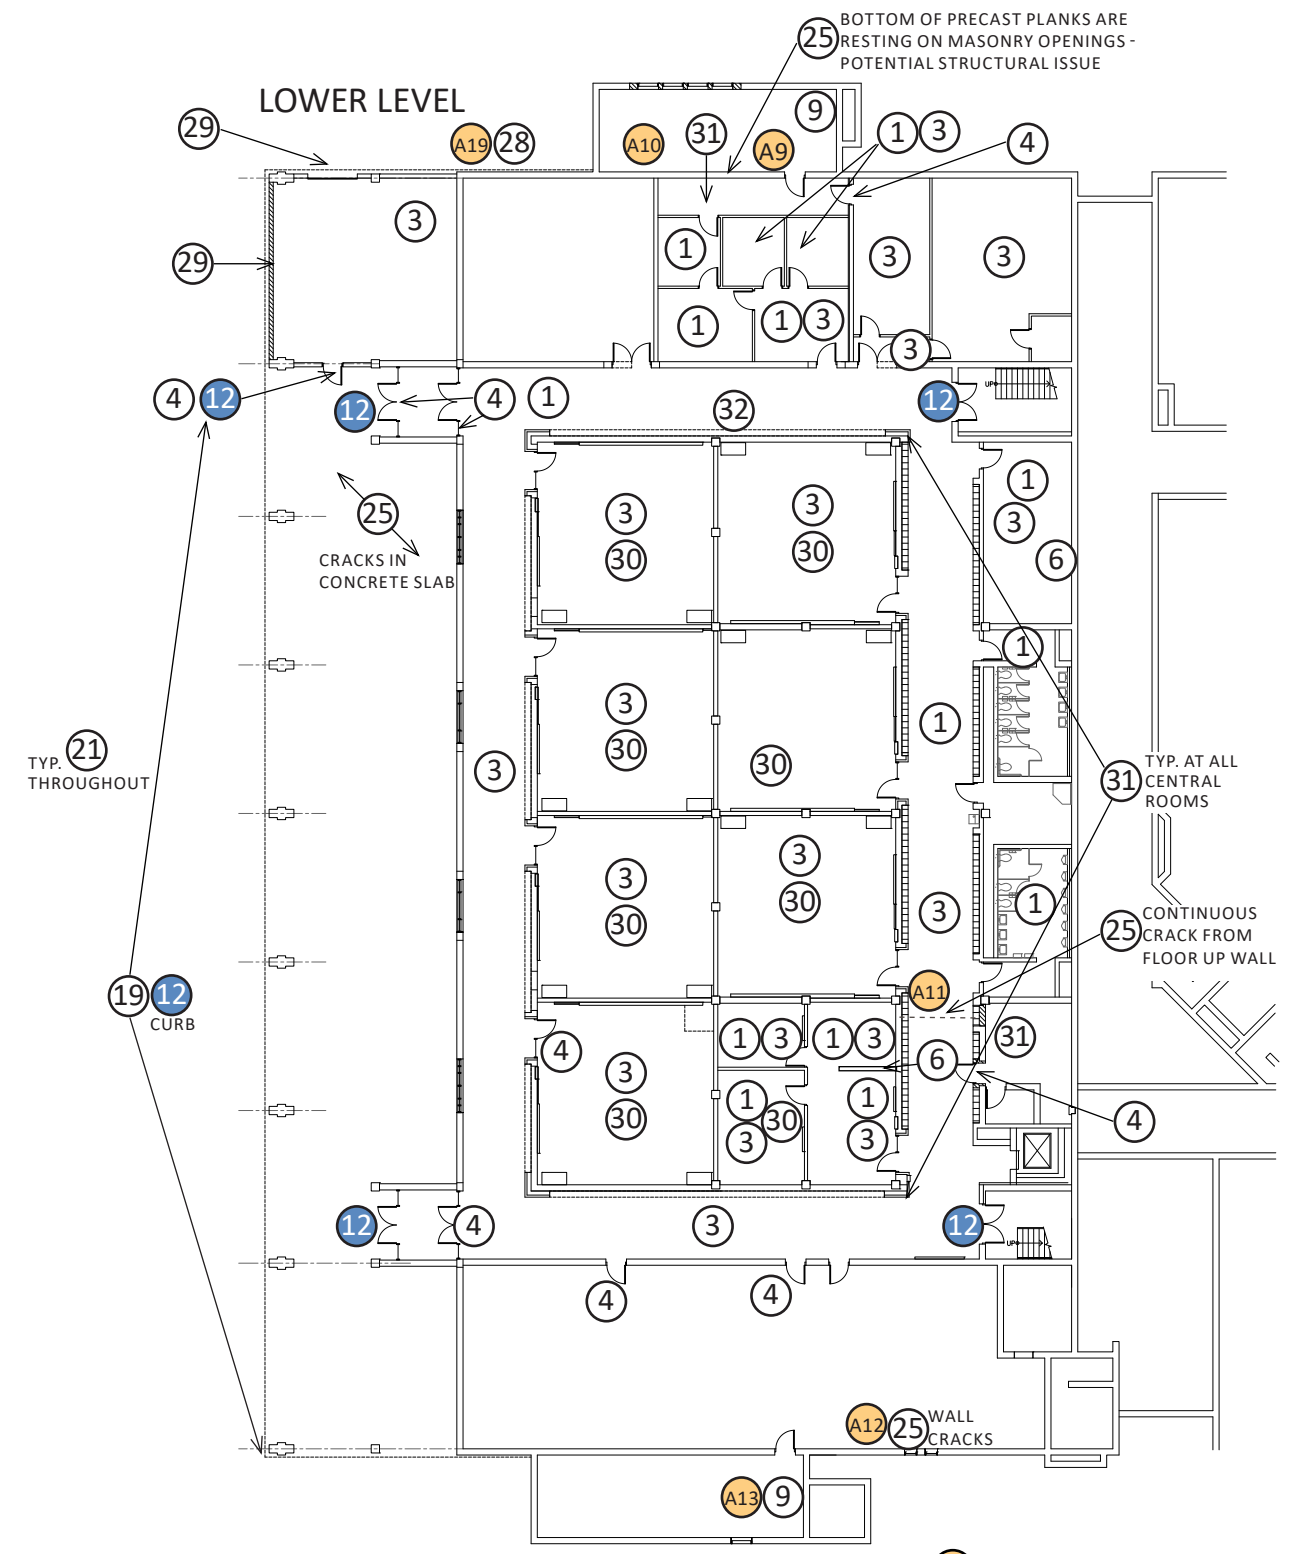 BOTTOM OF PRECAST PLANKS ARE
25 RESTING ON MASONRY OPENINGS -
POTENTIAL STRUCTURAL ISSUE
LOWER LEVEL
9
29
A19 28
A10
31
A9
1 3
4
3
29
1
3
3
1
1 3
3
4 12
12
4
1
32
12
UP
25
CRACKS IN
CONCRETE SLAB
3
30
3
30
1
3
6
1
3
30
30
1
3
TYP. 21
THROUGHOUT
31
TYP. AT ALL
CENTRAL
ROOMS
3
30
3
30
3
1
25
CONTINUOUS
CRACK FROM
FLOOR UP WALL
19 12
CURB
A11
4
3
30
1 3
1 3
6
31
1
3
30
1
3
4
12
4
3
12
UP
4
4
A12 25
WALL
CRACKS
A13 9